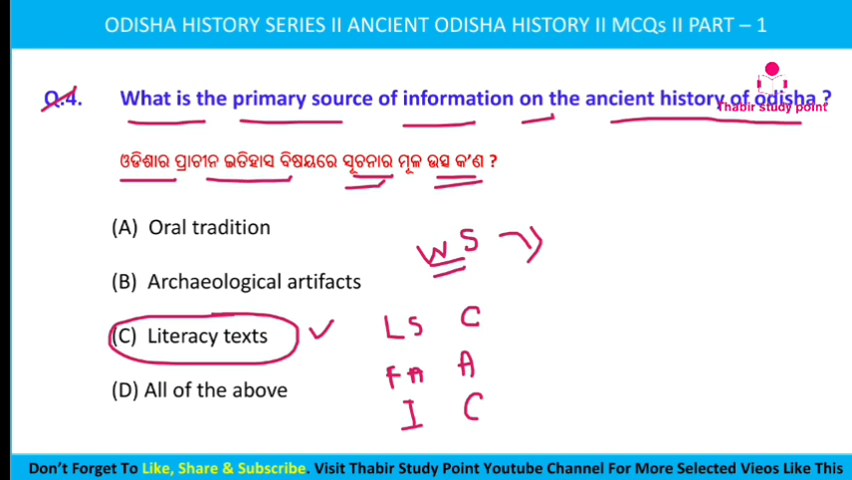 ODISHA HISTORY SERIES II ANCIENT ODISHA HISTORY II MCQs II PART – 1
Q.4. What is the primary source of information on the ancient history of odisha ?
Thabir study point
ଓଡିଶାର ପ୍ରାଚୀନ ଇତିହାସ ବିଷୟରେ ସୂଚନାର ମୂଳ ଉତ୍ସ କ'ଣ ?
(A) Oral tradition
W S
(B) Archaeological artifacts
(C) Literacy texts
LS C
FA A
(D) All of the above
I C
Don't Forget To Like, Share & Subscribe. Visit Thabir Study Point Youtube Channel For More Selected Vieos Like This